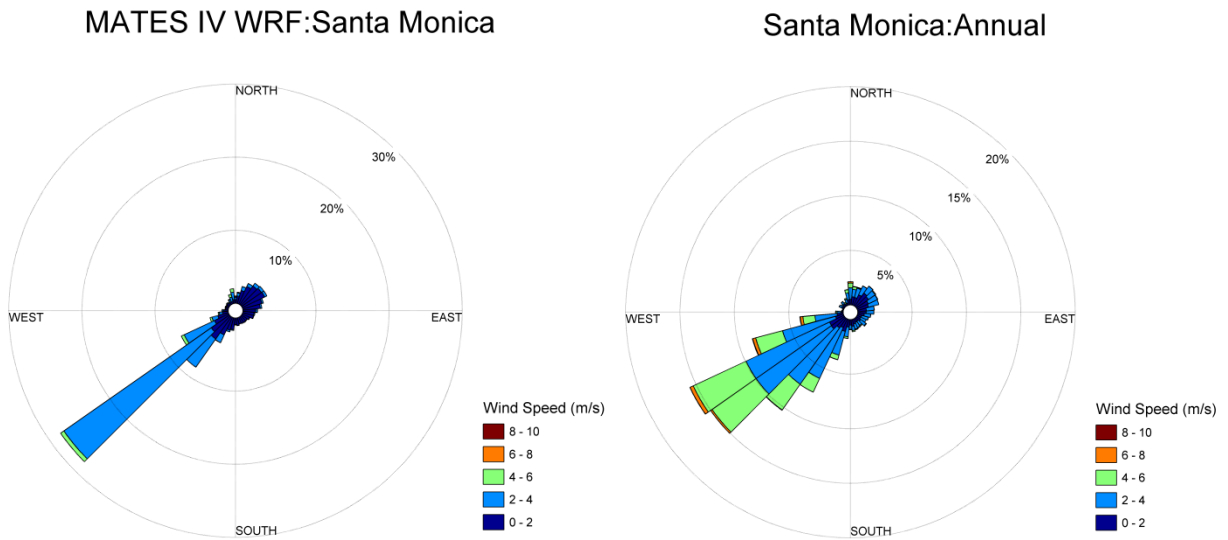 MATES IV WRF:Santa Monica
NORTH
30%
20%
10%
WEST
EAST
SOUTH
Wind Speed (m/s)
8 - 10
6 - 8
4 - 6
2 - 4
0 - 2
Santa Monica:Annual
NORTH
20%
15%
10%
5%
WEST
EAST
SOUTH
Wind Speed (m/s)
8 - 10
6 - 8
4 - 6
2 - 4
0 - 2